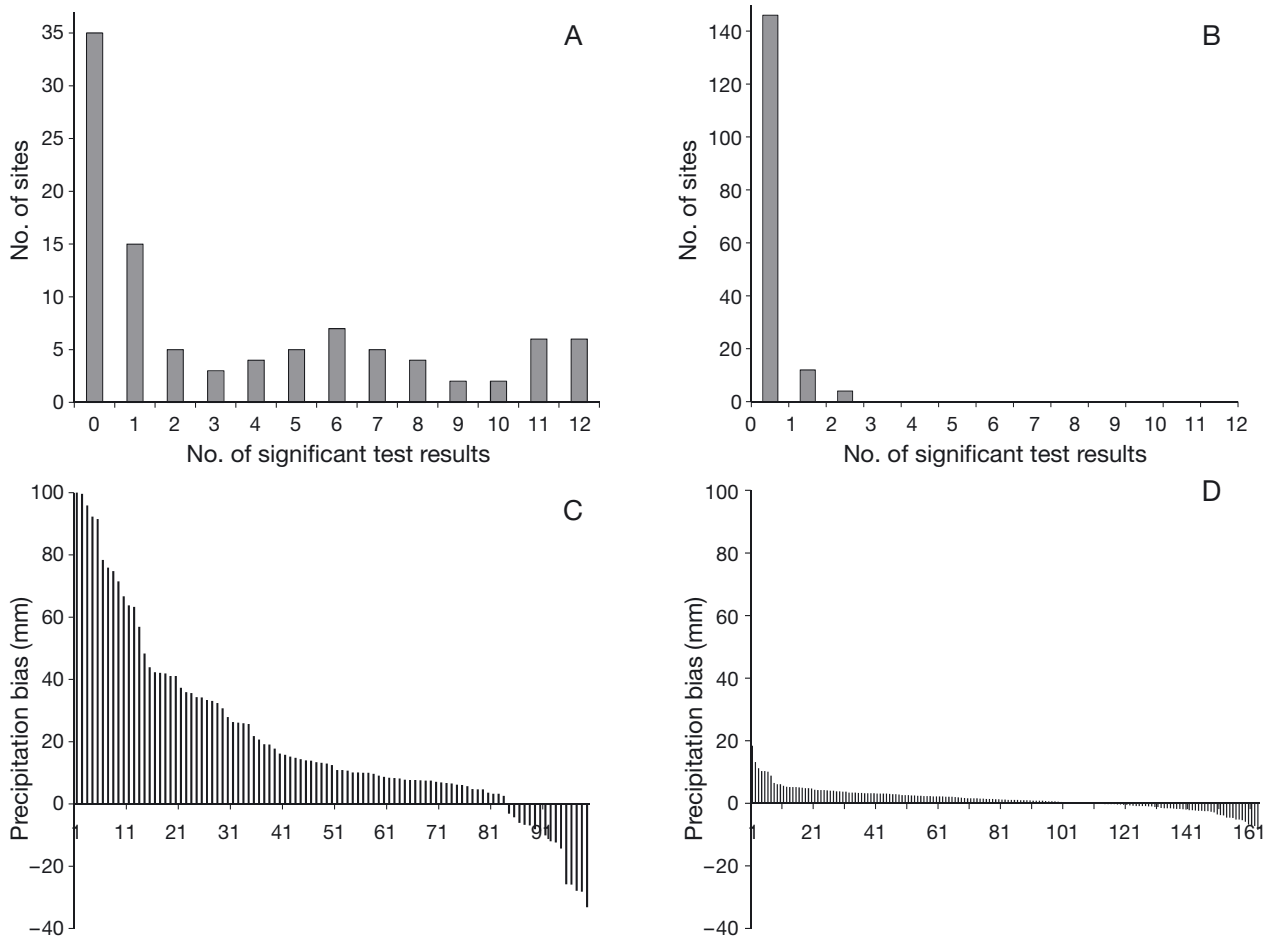 A
No. of sites
35
30
25
20
15
10
5
0
0 1 2 3 4 5 6 7 8 9 10 11 12
No. of significant test results
B
No. of sites
140
120
100
80
60
40
20
0
0 1 2 3 4 5 6 7 8 9 10 11 12
No. of significant test results
C
Precipitation bias (mm)
100
80
60
40
20
0
−20
−40
1 11 21 31 41 51 61 71 81 91
D
Precipitation bias (mm)
100
80
60
40
20
0
−20
−40
1 21 41 61 81 101 121 141 161